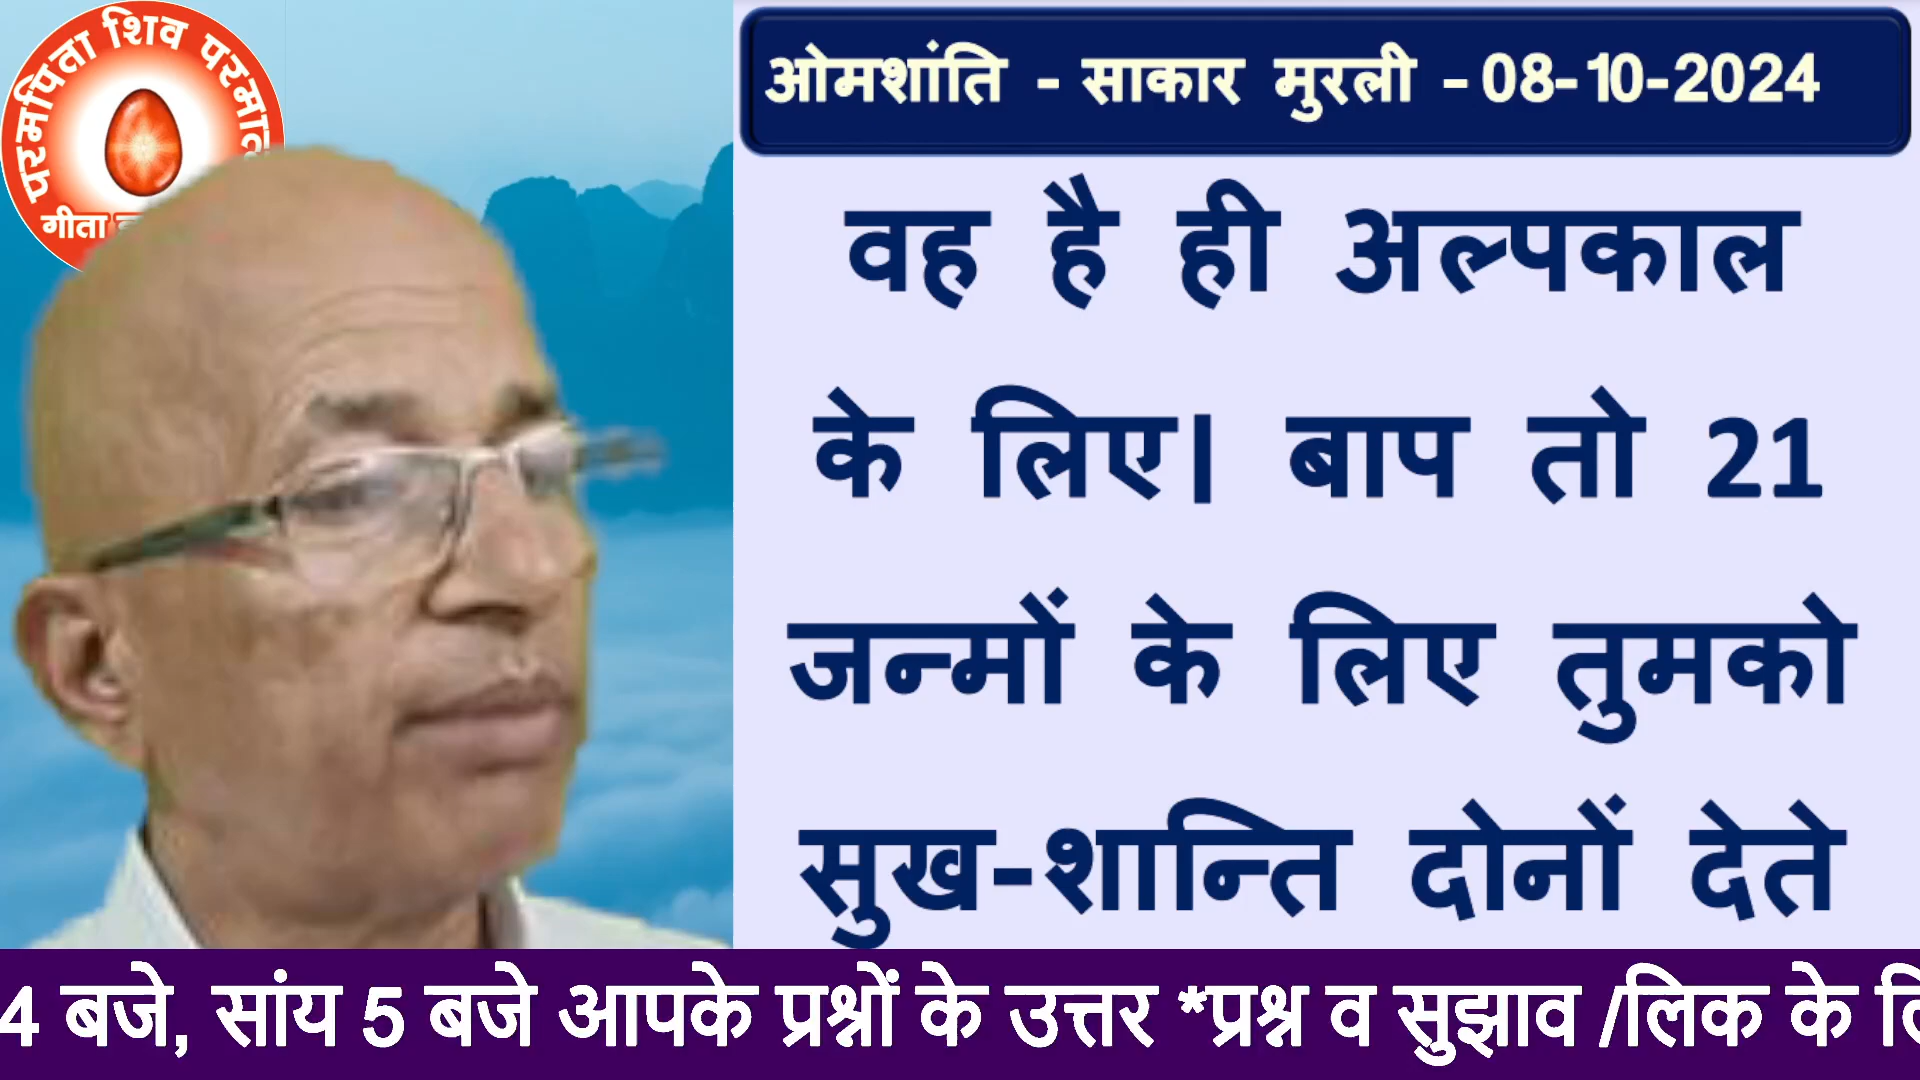 परमपिता शिव
गीता
ओमशांति - साकार मुरली - 08-10-2024
वह है ही अल्पकाल
के लिए। बाप तो 21
जन्मों के लिए तुमको
सुख-शान्ति दोनों देते
4 बजे, सांय 5 बजे आपके प्रश्नों के उत्तर *प्रश्न व सुझाव /लिक के